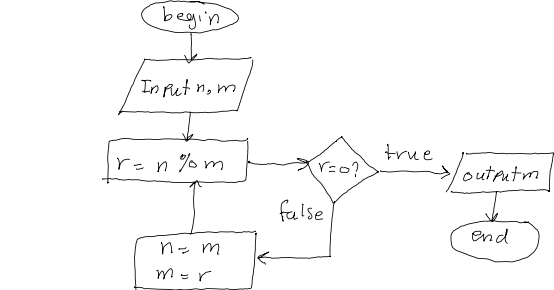 begin
Input n, m
r = n % m
r=0?
true
output m
end
false
n = m
m = r